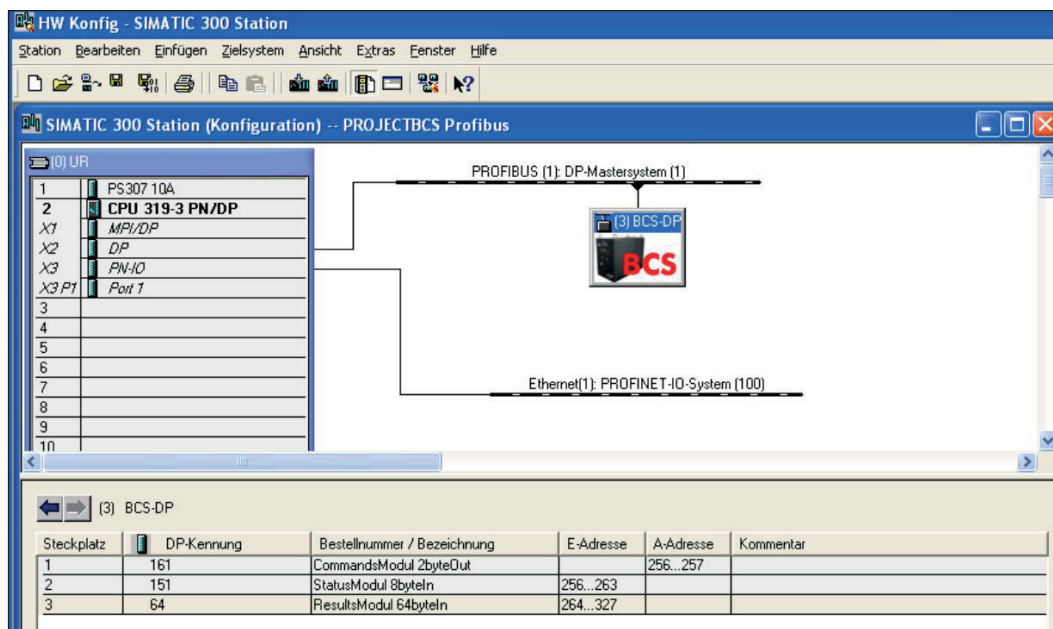 HW Konfig - SIMATIC 300 Station
Station Bearbeiten Einfügen Zielsystem Ansicht Extras Fenster Hilfe
SIMATIC 300 Station (Konfiguration) -- PROJECTBCS Profibus
(0) UR
1 PS307 10A
2 CPU 319-3 PN/DP
X1 MPI/DP
X2 DP
X3 PN-IO
X3 P1 Port 1
3
4
5
6
7
8
9
10
PROFIBUS (1): DP-Mastersystem (1)
(3) BCS-DP
BCS
Ethernet(1): PROFINET-IO-System (100)
(3) BCS-DP
Steckplatz DP-Kennung Bestellnummer / Bezeichnung E-Adresse A-Adresse Kommentar
1 161 CommandsModul 2byteOut 256...257
2 151 StatusModul 8byteIn 256...263
3 64 ResultsModul 64byteIn 264...327